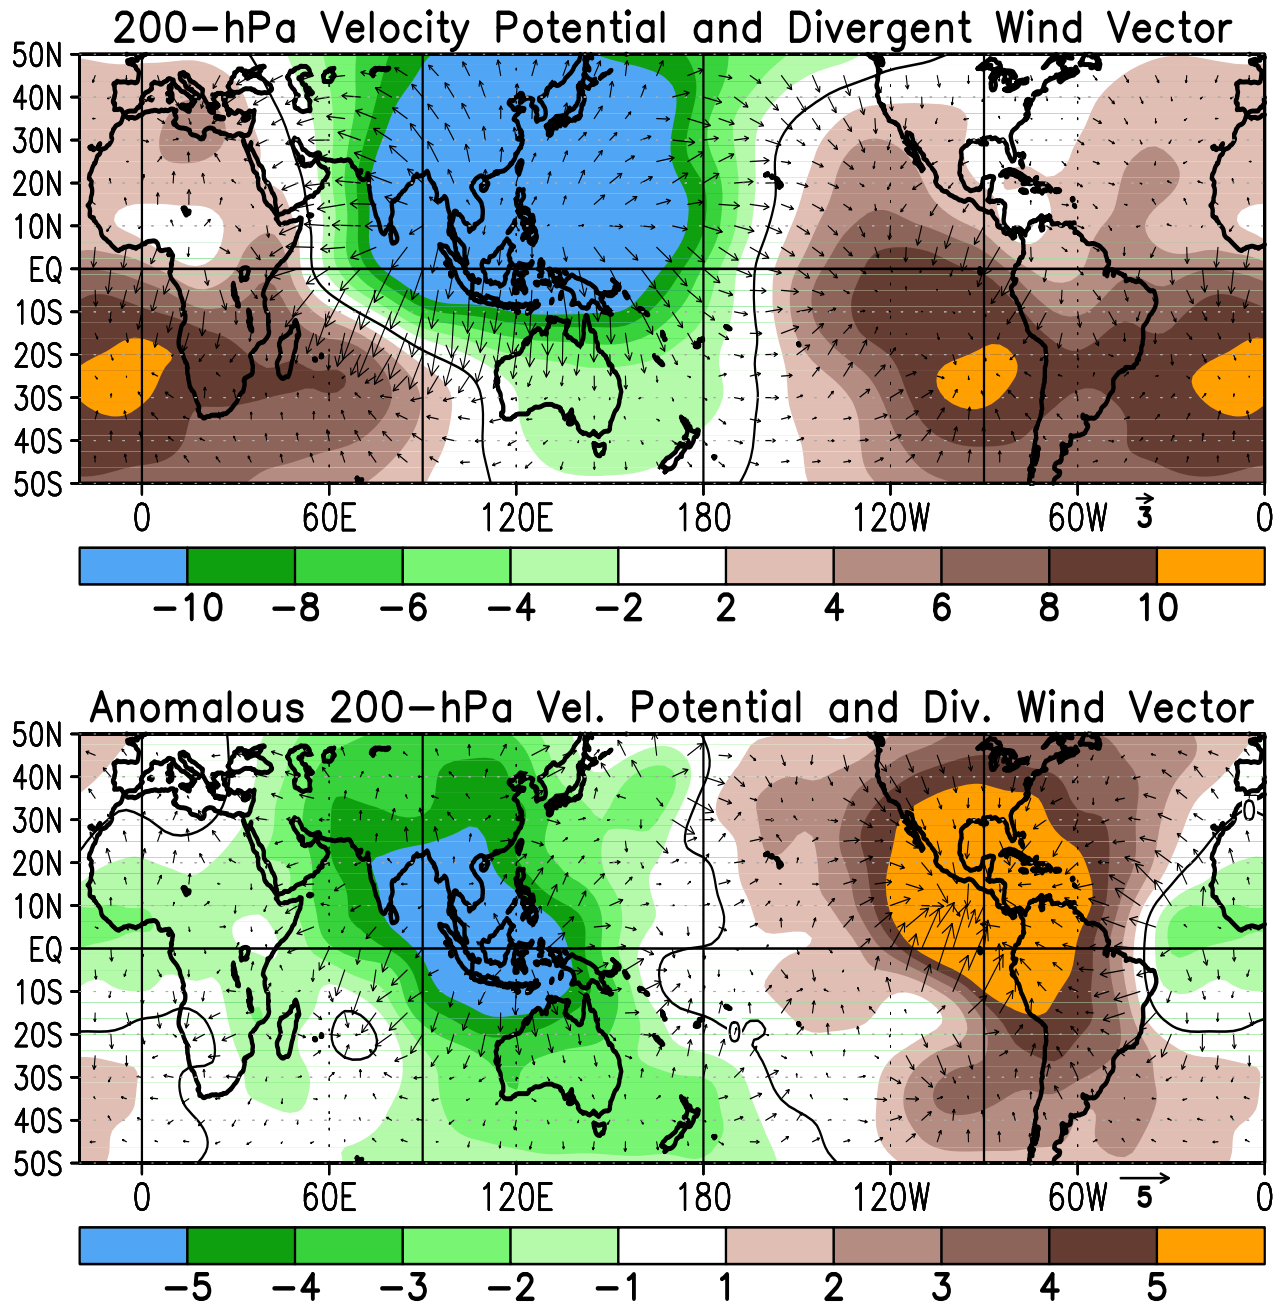 200-hPa Velocity Potential and Divergent Wind Vector
50N
40N
30N
20N
10N
EQ
10S
20S
30S
40S
50S
0 60E 120E 180 120W 60W 0
3
-10 -8 -6 -4 -2 2 4 6 8 10
Anomalous 200-hPa Vel. Potential and Div. Wind Vector
50N
40N
30N
20N
10N
EQ
10S
20S
30S
40S
50S
0
0
0 60E 120E 180 120W 60W 0
5
-5 -4 -3 -2 -1 1 2 3 4 5